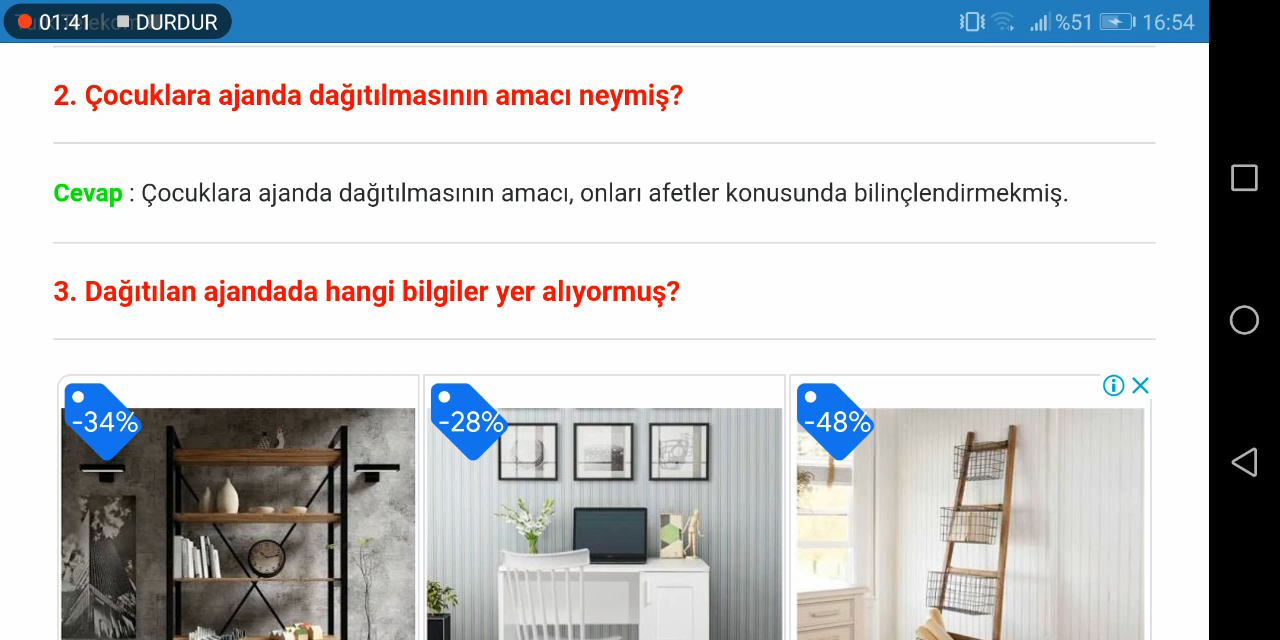 01:41 DURDUR %51 16:54
2. Çocuklara ajanda dağıtılmasının amacı neymiş?
Cevap : Çocuklara ajanda dağıtılmasının amacı, onları afetler konusunda bilinçlendirmekmiş.
3. Dağıtılan ajandada hangi bilgiler yer alıyormuş?
-34% -28% -48%